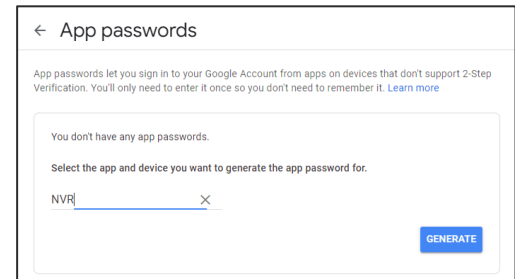 App passwords
App passwords let you sign in to your Google Account from apps on devices that don't support 2-Step
Verification. You'll only need to enter it once so you don't need to remember it. Learn more
You don't have any app passwords.
Select the app and device you want to generate the app password for.
NVR
GENERATE